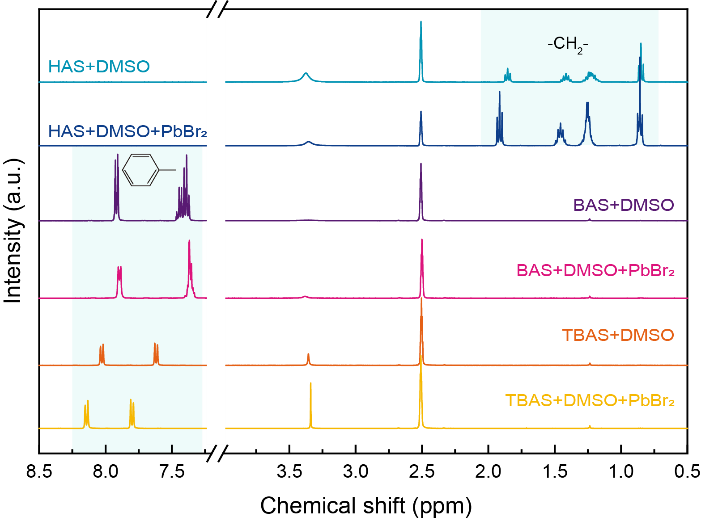 -CH₂-
HAS+DMSO
HAS+DMSO+PbBr₂
BAS+DMSO
BAS+DMSO+PbBr₂
TBAS+DMSO
TBAS+DMSO+PbBr₂
Intensity (a.u.)
8.5 8.0 7.5 3.5 3.0 2.5 2.0 1.5 1.0 0.5
Chemical shift (ppm)